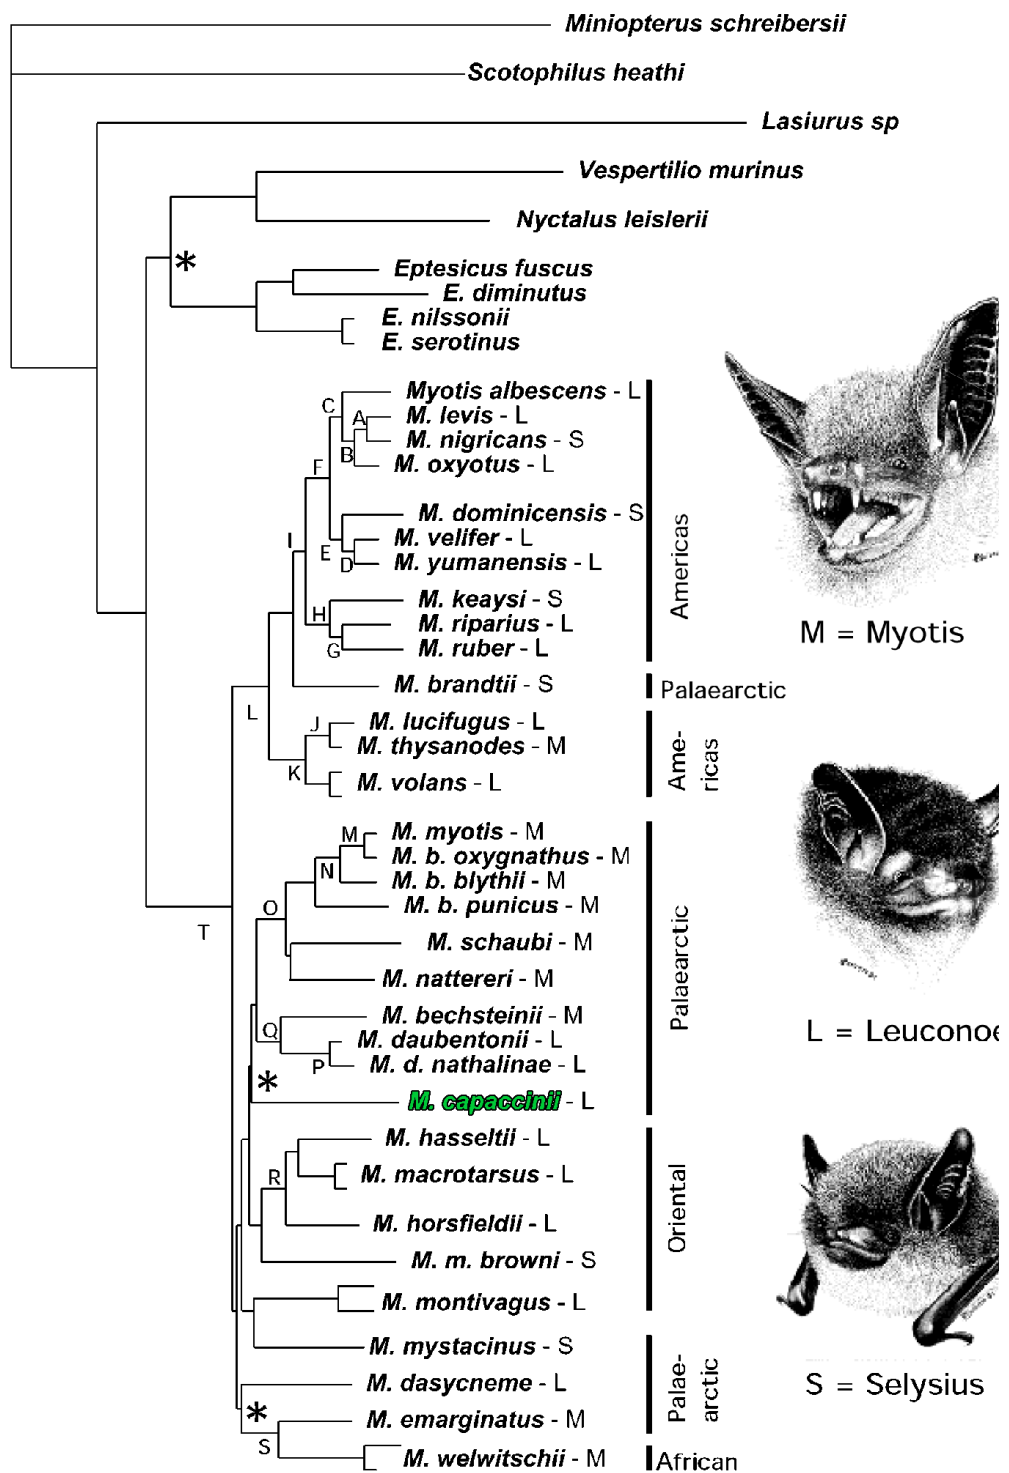 Miniopterus schreibersii
Scotophilus heathi
Lasiurus sp
Vespertilio murinus
Nyctalus leislerii
*
Eptesicus fuscus
E. diminutus
E. nilssonii
E. serotinus
Myotis albescens - L
C
A
M. levis - L
M. nigricans - S
B
M. oxyotus - L
F
M. dominicensis - S
I
M. velifer - L
E
D
M. yumanensis - L
Americas
M. keaysi - S
H
M. riparius - L
G
M. ruber - L
M = Myotis
M. brandtii - S
Palaearctic
L
J
M. lucifugus - L
M. thysanodes - M
K
M. volans - L
Ame-
ricas
M
M. myotis - M
M. b. oxygnathus - M
N
M. b. blythii - M
O
M. b. punicus - M
T
M. schaubi - M
M. nattereri - M
Palaearctic
M. bechsteinii - M
Q
M. daubentonii - L
P
M. d. nathalinae - L
L = Leuconoe
*
M. capaccinii - L
M. hasseltii - L
R
M. macrotarsus - L
Oriental
M. horsfieldii - L
M. m. browni - S
M. montivagus - L
M. mystacinus - S
M. dasycneme - L
S = Selysius
Palae-
arctic
*
M. emarginatus - M
S
M. welwitschii - M
African